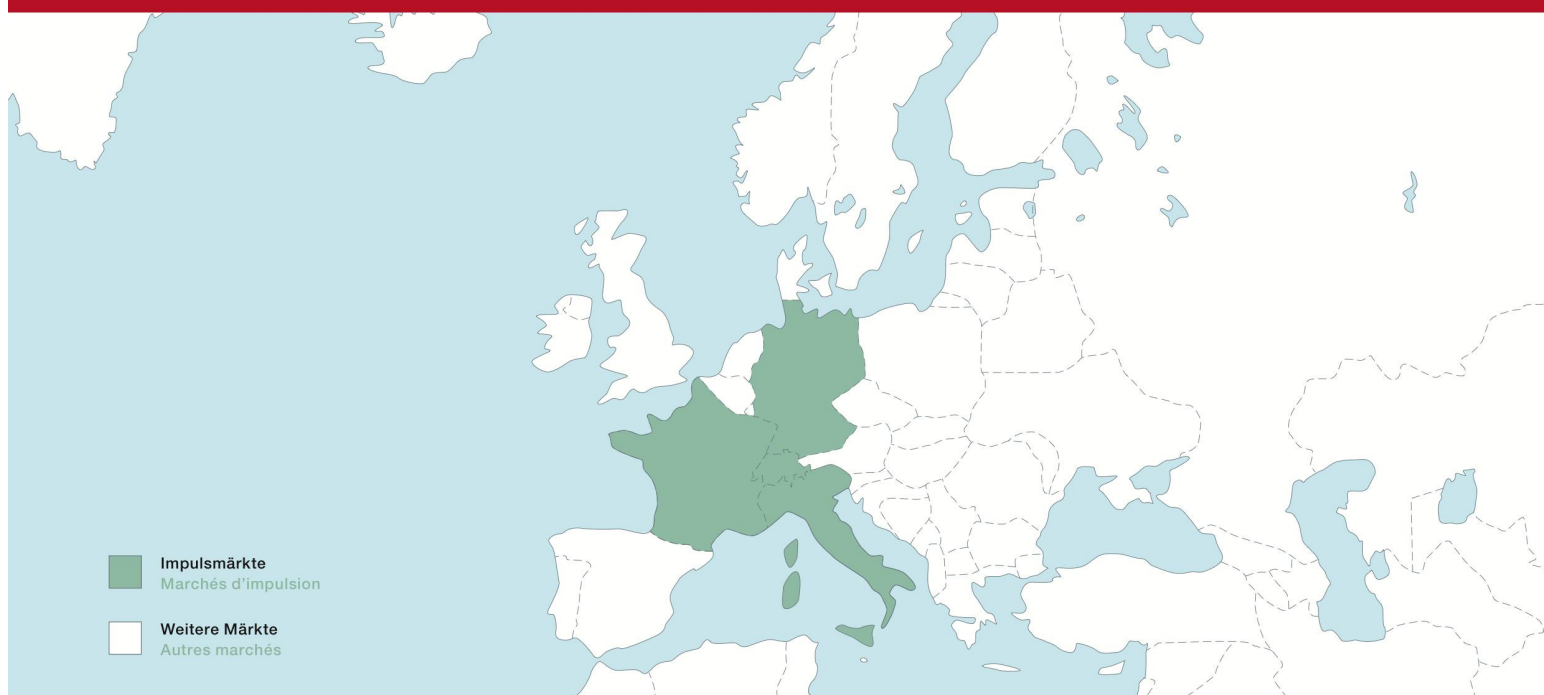 Impulsmärkte
Marchés d'impulsion
Weitere Märkte
Autres marchés